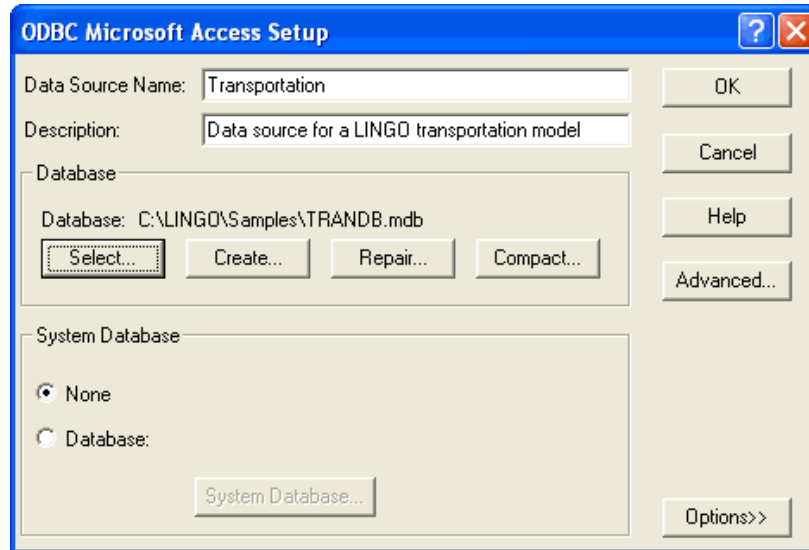 ODBC Microsoft Access Setup
Data Source Name: Transportation
OK
Description: Data source for a LINGO transportation model
Cancel
Database
Database: C:\LINGO\Samples\TRANDB.mdb
Help
Select... Create... Repair... Compact...
Advanced...
System Database
None
Database:
System Database...
Options>>